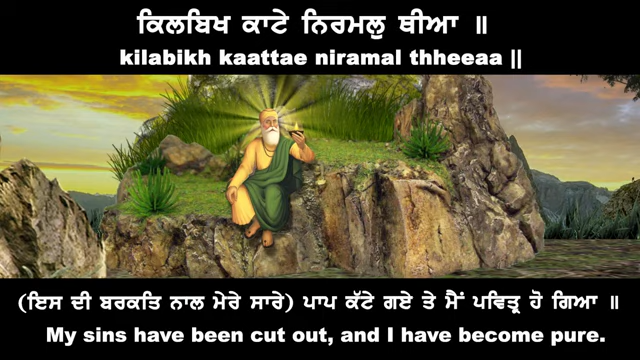 ਕਿਲਬਿਖ ਕਾਟੇ ਨਿਰਮਲੁ ਥੀਆ ॥
kilabikh kaattae niramal thheeaa ||
(ਇਸ ਦੀ ਬਰਕਤਿ ਨਾਲ ਮੇਰੇ ਸਾਰੇ) ਪਾਪ ਕੱਟੇ ਗਏ ਤੇ ਮੈਂ ਪਵਿਤ੍ਰ ਹੋ ਗਿਆ ॥
My sins have been cut out, and I have become pure.